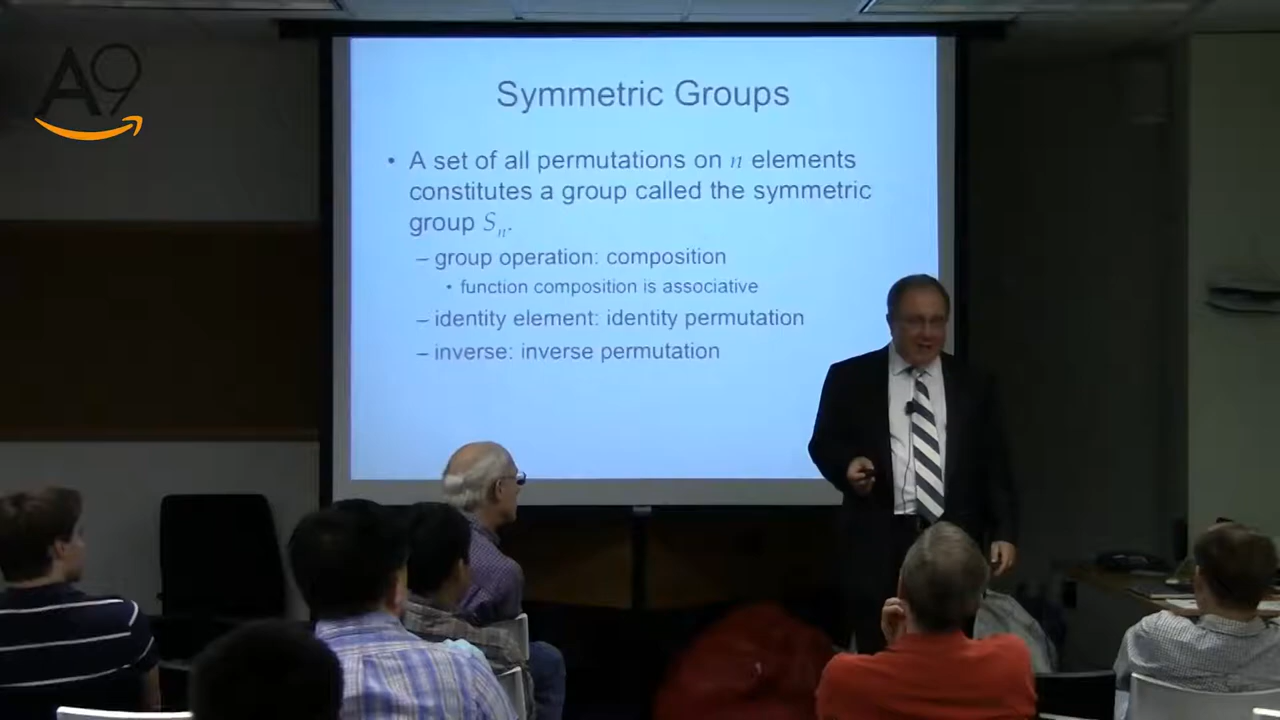 A9
Symmetric Groups
• A set of all permutations on n elements
constitutes a group called the symmetric
group Sₙ.
– group operation: composition
• function composition is associative
– identity element: identity permutation
– inverse: inverse permutation